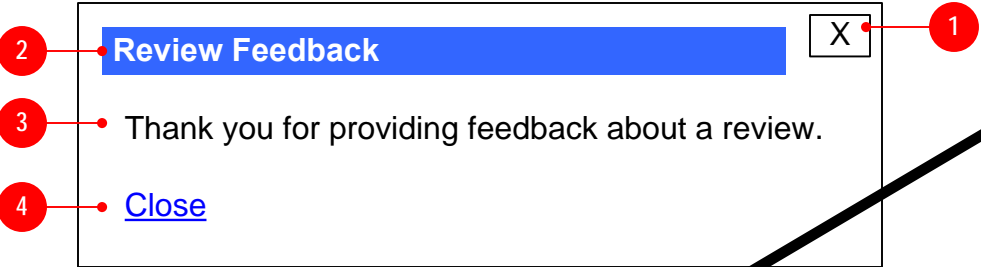 2 Review Feedback X 1
3 Thank you for providing feedback about a review.
4 Close